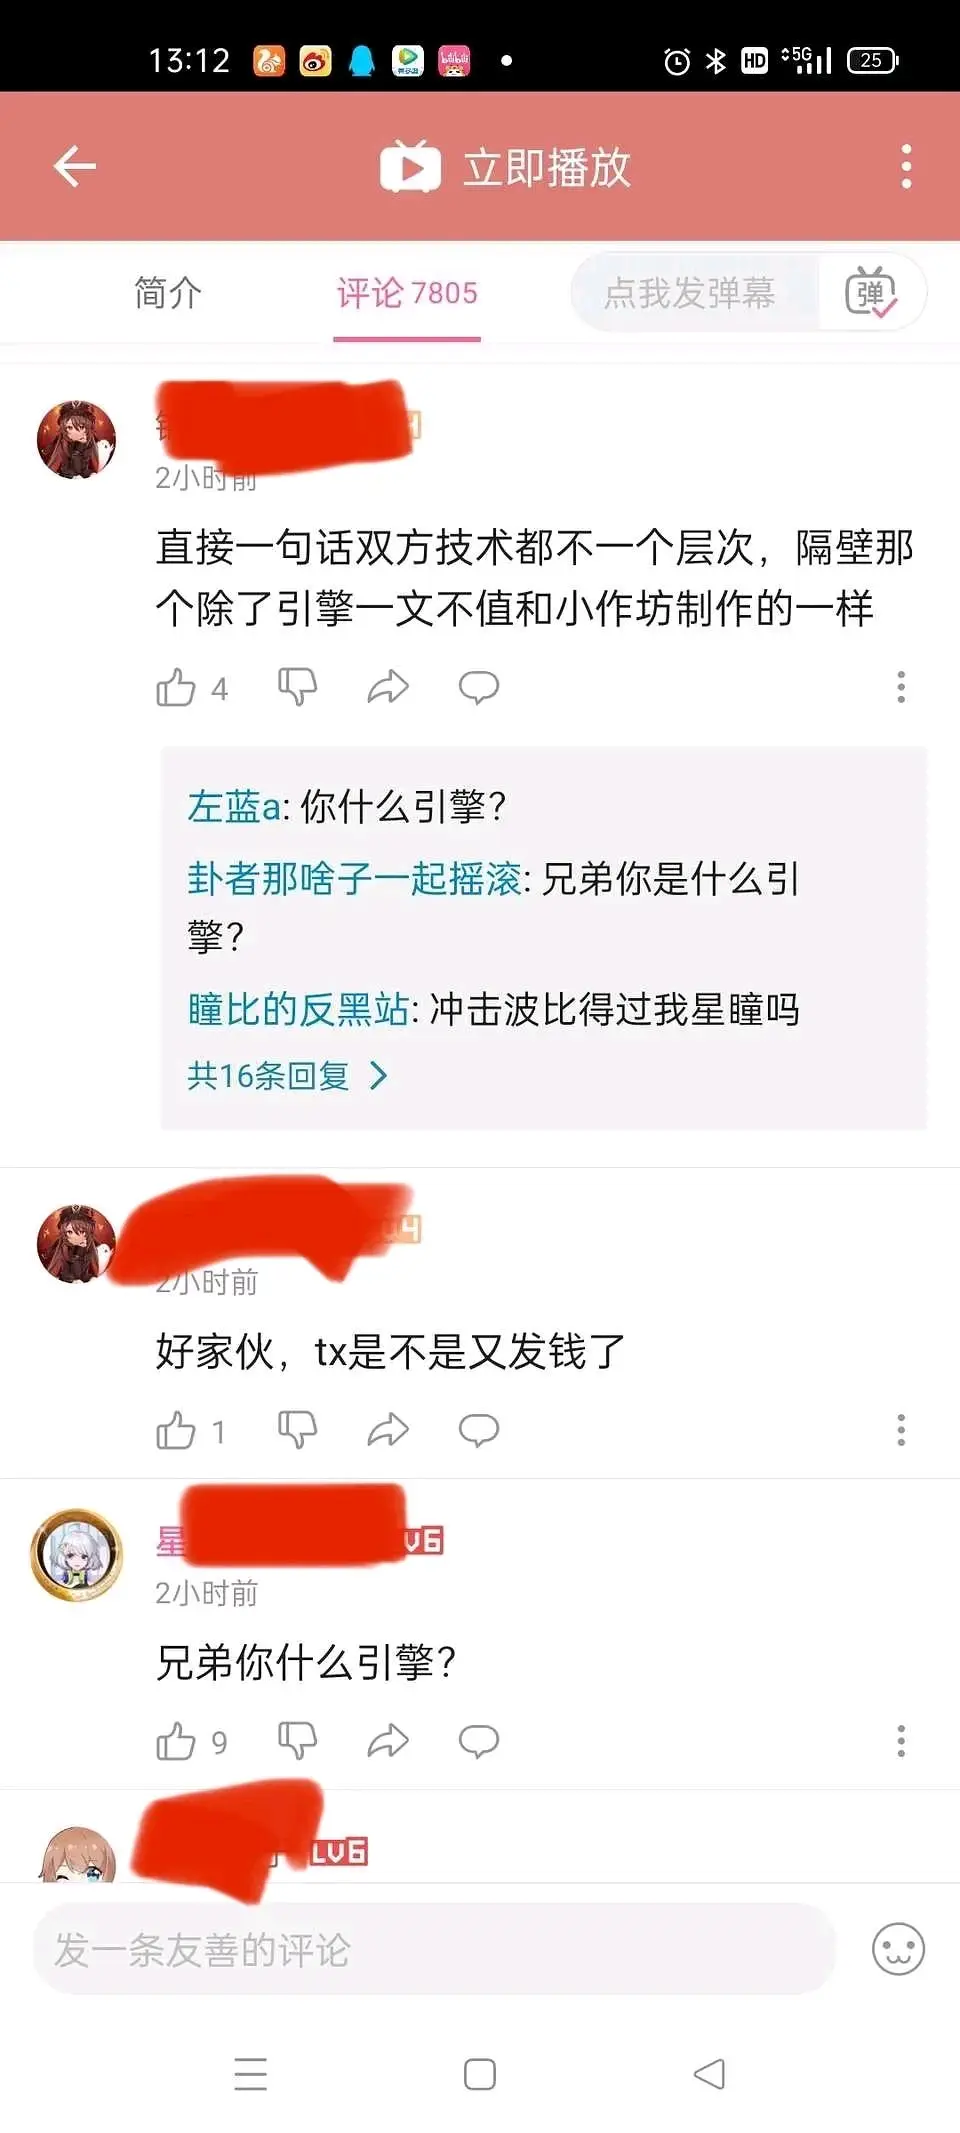 13:12
HD 5G 25
立即播放
简介 评论 7805 点我发弹幕 弹
2小时前
直接一句话双方技术都不一个层次，隔壁那
个除了引擎一文不值和小作坊制作的一样
4
左蓝a: 你什么引擎？
卦者那啥子一起摇滚: 兄弟你是什么引
擎？
瞳比的反黑站: 冲击波比得过我星瞳吗
共16条回复
2小时前
好家伙，tx是不是又发钱了
1
星
2小时前
兄弟你什么引擎？
9
LV6
发一条友善的评论